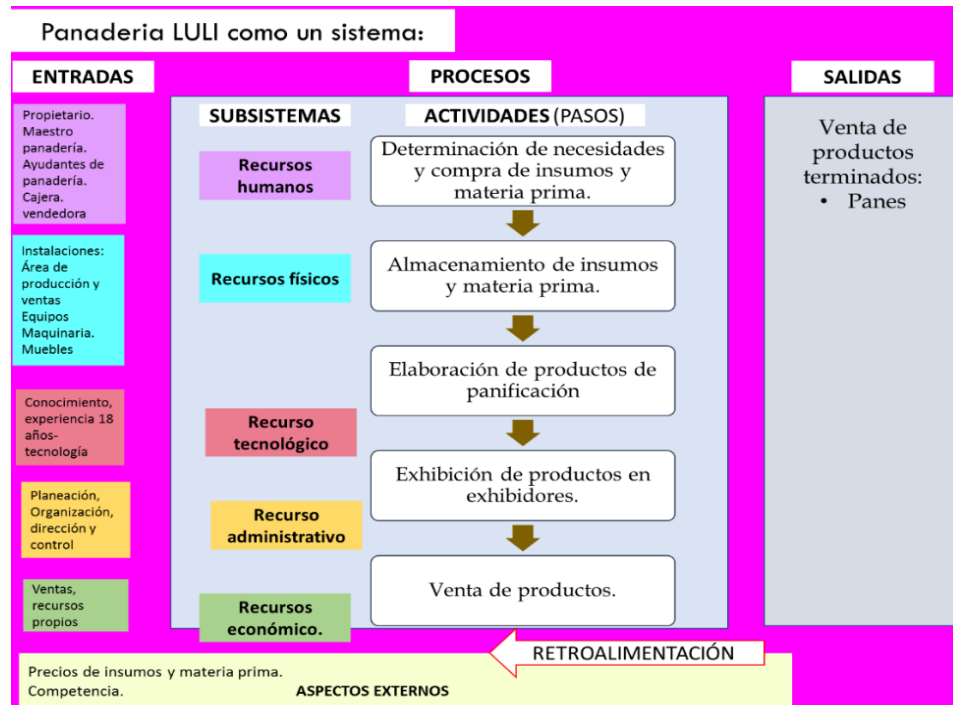 Panaderia LULI como un sistema:
ENTRADAS
PROCESOS
SALIDAS
Propietario.
Maestro
panadería.
Ayudantes de
panadería.
Cajera.
vendedora
Instalaciones:
Área de
producción y
ventas
Equipos
Maquinaria.
Muebles
Conocimiento,
experiencia 18
años-
tecnología
Planeación,
Organización,
dirección y
control
Ventas,
recursos
propios
SUBSISTEMAS
Recursos
humanos
Recursos físicos
Recurso
tecnológico
Recurso
administrativo
Recursos
económico.
ACTIVIDADES (PASOS)
Determinación de necesidades
y compra de insumos y
materia prima.
Almacenamiento de insumos
y materia prima.
Elaboración de productos de
panificación
Exhibición de productos en
exhibidores.
Venta de productos.
Venta de
productos
terminados:
• Panes
RETROALIMENTACIÓN
Precios de insumos y materia prima.
Competencia. ASPECTOS EXTERNOS